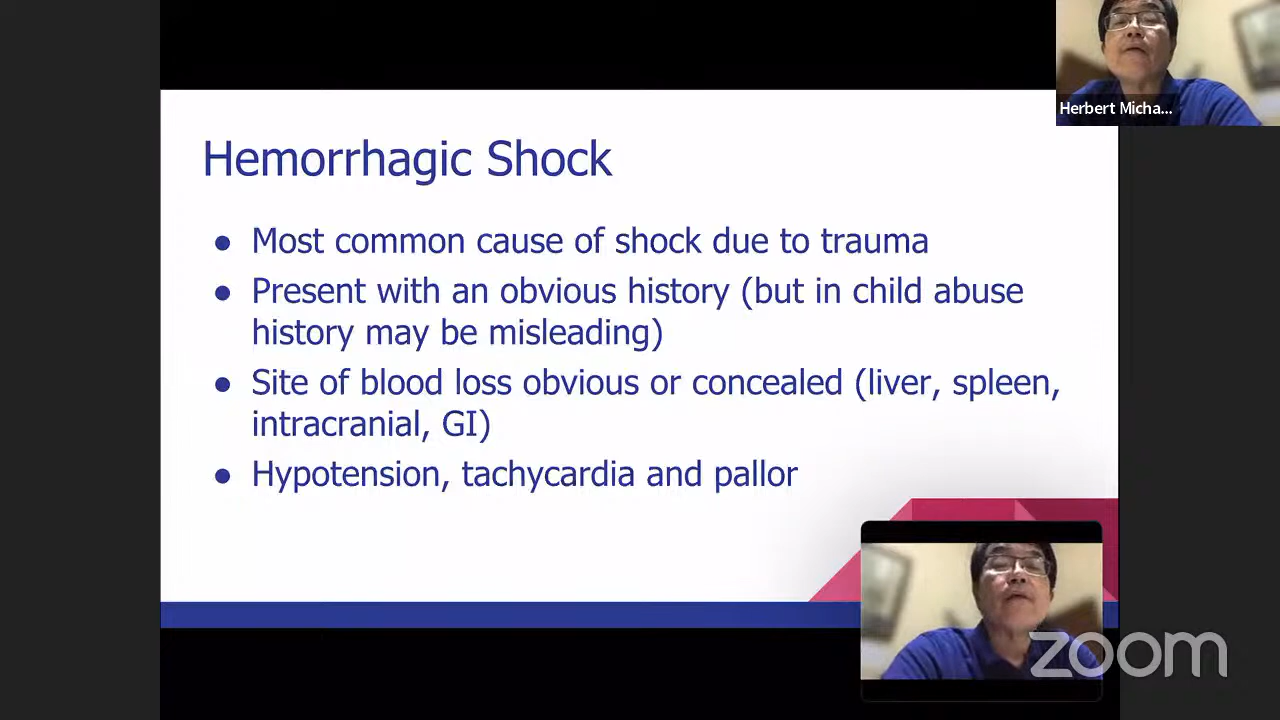 Herbert Micha...
Hemorrhagic Shock
● Most common cause of shock due to trauma
● Present with an obvious history (but in child abuse
history may be misleading)
● Site of blood loss obvious or concealed (liver, spleen,
intracranial, GI)
● Hypotension, tachycardia and pallor
zoom